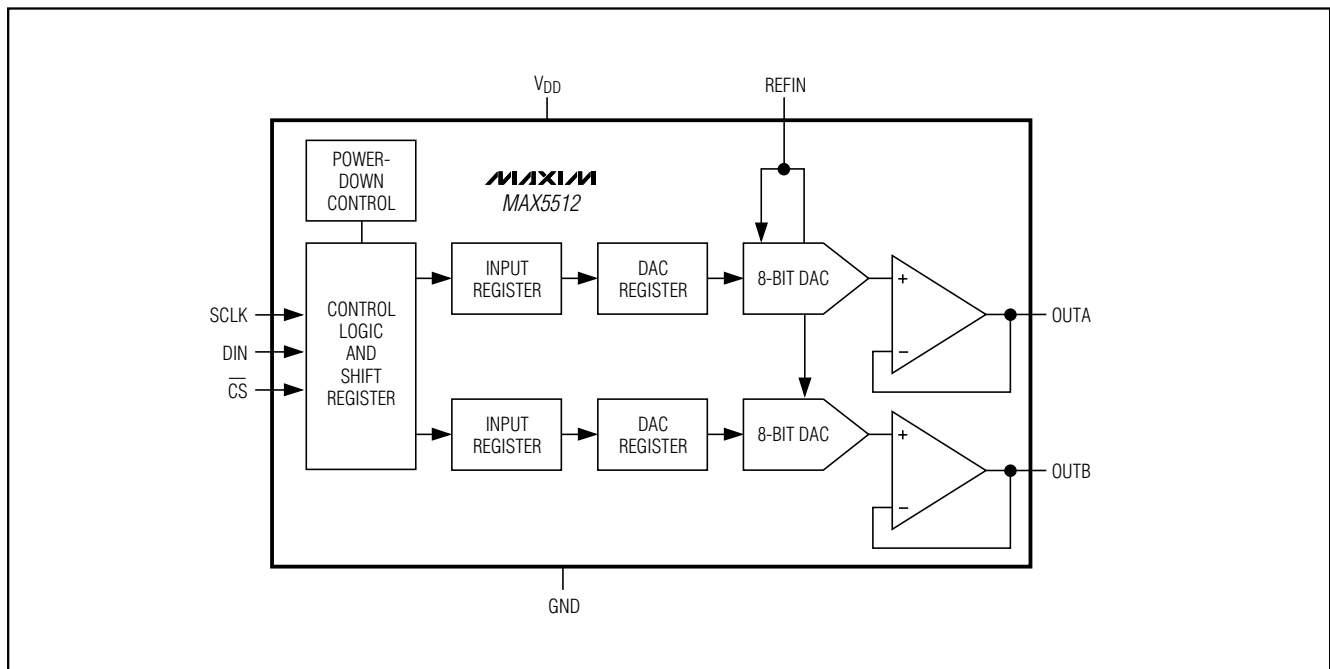 V_DD
REFIN
POWER-
DOWN
CONTROL
MAXIM
MAX5512
INPUT
REGISTER
DAC
REGISTER
8-BIT DAC
+
−
OUTA
SCLK
DIN
C̅S̅
CONTROL
LOGIC
AND
SHIFT
REGISTER
INPUT
REGISTER
DAC
REGISTER
8-BIT DAC
+
−
OUTB
GND